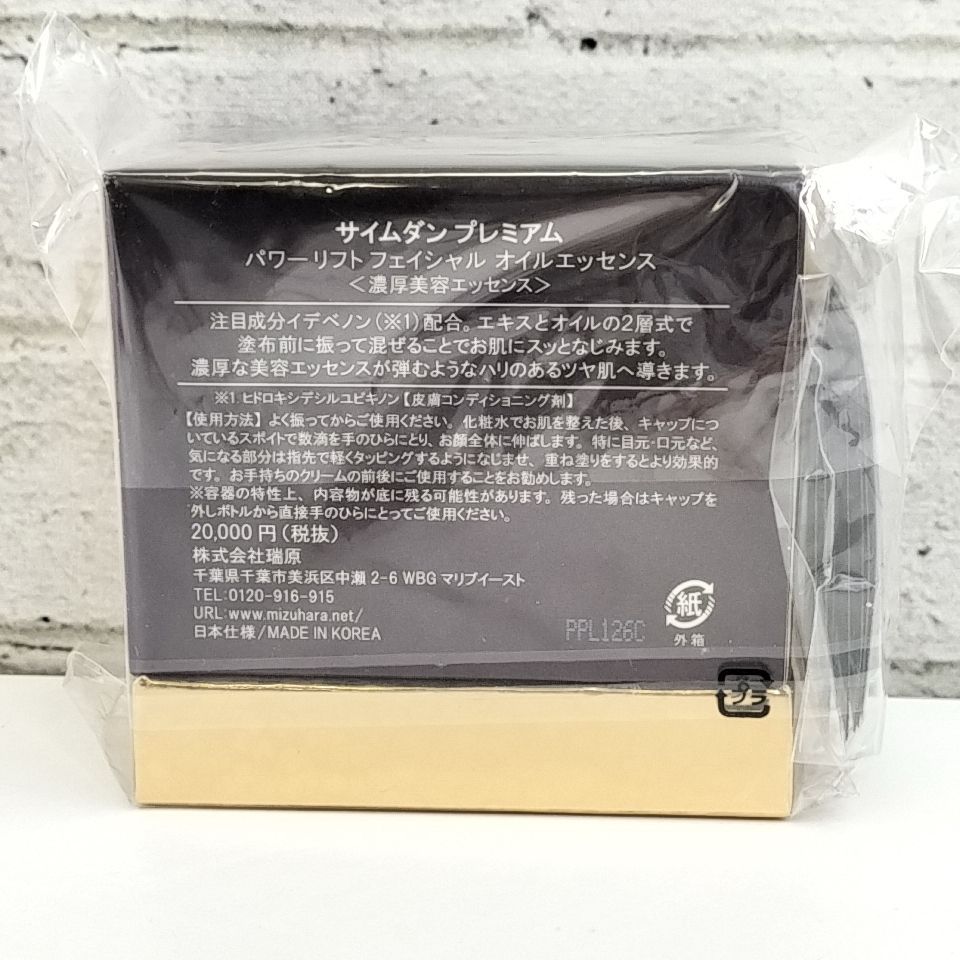 サイムダン プレミアム
パワーリフト フェイシャル オイルエッセンス
＜濃厚美容エッセンス＞
注目成分イデベノン（※1）配合。エキスとオイルの2層式で
塗布前に振って混ぜることでお肌にスッとなじみます。
濃厚な美容エッセンスが弾むようなハリのあるツヤ肌へ導きます。
※1 ヒドロキシデシルユビキノン【皮膚コンディショニング剤】
【使用方法】よく振ってからご使用ください。化粧水でお肌を整えた後、キャップにつ
いているスポイトで数滴を手のひらにとり、お顔全体に伸ばします。特に目元・口元など、
気になる部分は指先で軽くタッピングするようになじませ、重ね塗りをするとより効果的
です。お手持ちのクリームの前後にご使用することをお勧めします。
※容器の特性上、内容物が底に残る可能性があります。残った場合はキャップを
外しボトルから直接手のひらにとってご使用ください。
20,000円（税抜）
株式会社瑞原
千葉県千葉市美浜区中瀬 2-6 WBG マリブイースト
TEL:0120-916-915
URL:www.mizuhara.net/
日本仕様/MADE IN KOREA
PPL126C
紙
外箱
プラ